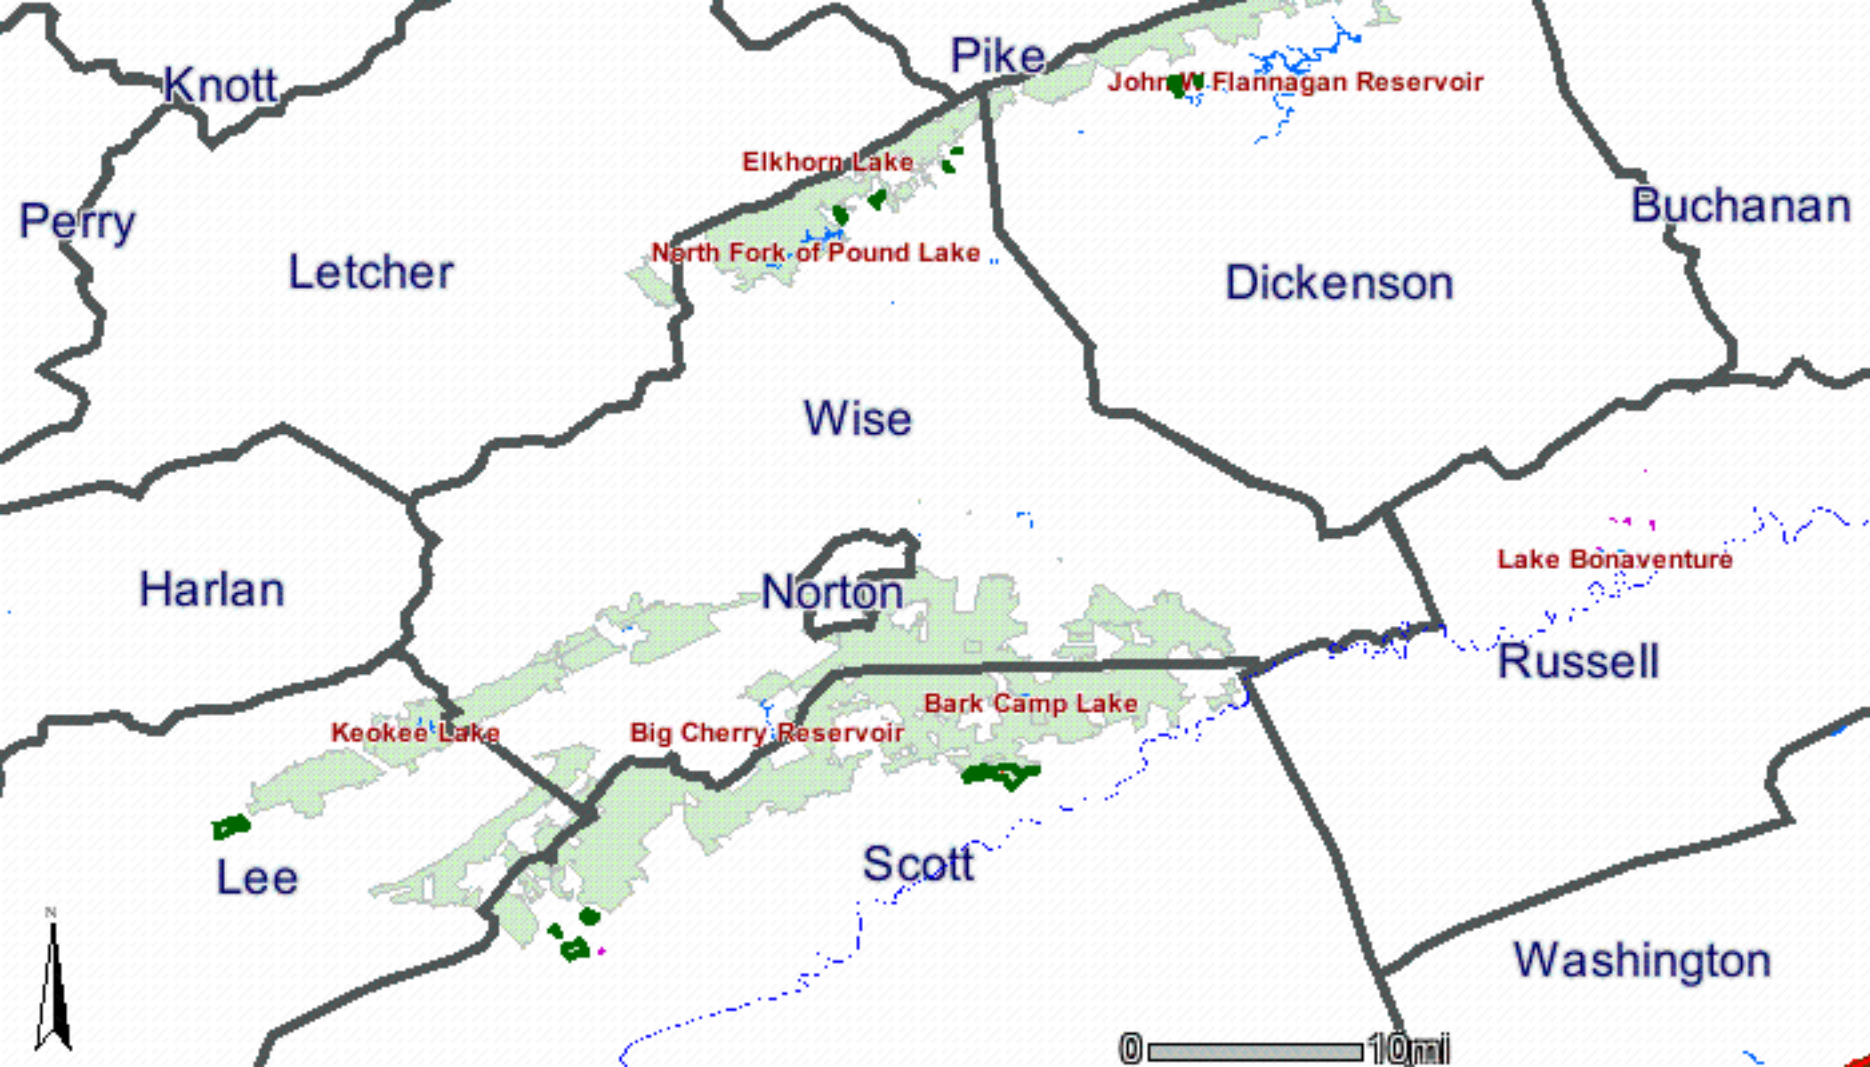 Pike
Knott
John W Flannagan Reservoir
Elkhorn Lake
Perry
Buchanan
North Fork of Pound Lake
Letcher
Dickenson
Wise
Lake Bonaventure
Harlan
Norton
Russell
Bark Camp Lake
Keokee Lake
Big Cherry Reservoir
Scott
Lee
N
Washington
0 10mi